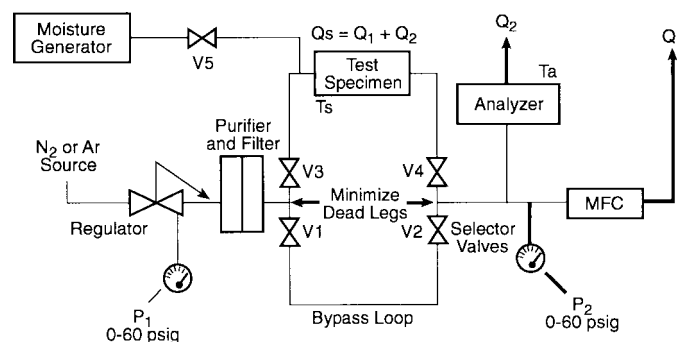 Moisture
Generator
V5
Qs = Q1 + Q2
Test
Specimen
Ts
Q2
Ta
Analyzer
Q
Purifier
and Filter
N2 or Ar
Source
Regulator
V3
V4
Minimize
Dead Legs
V1
V2
Selector
Valves
MFC
P1
0-60 psig
Bypass Loop
P2
0-60 psig